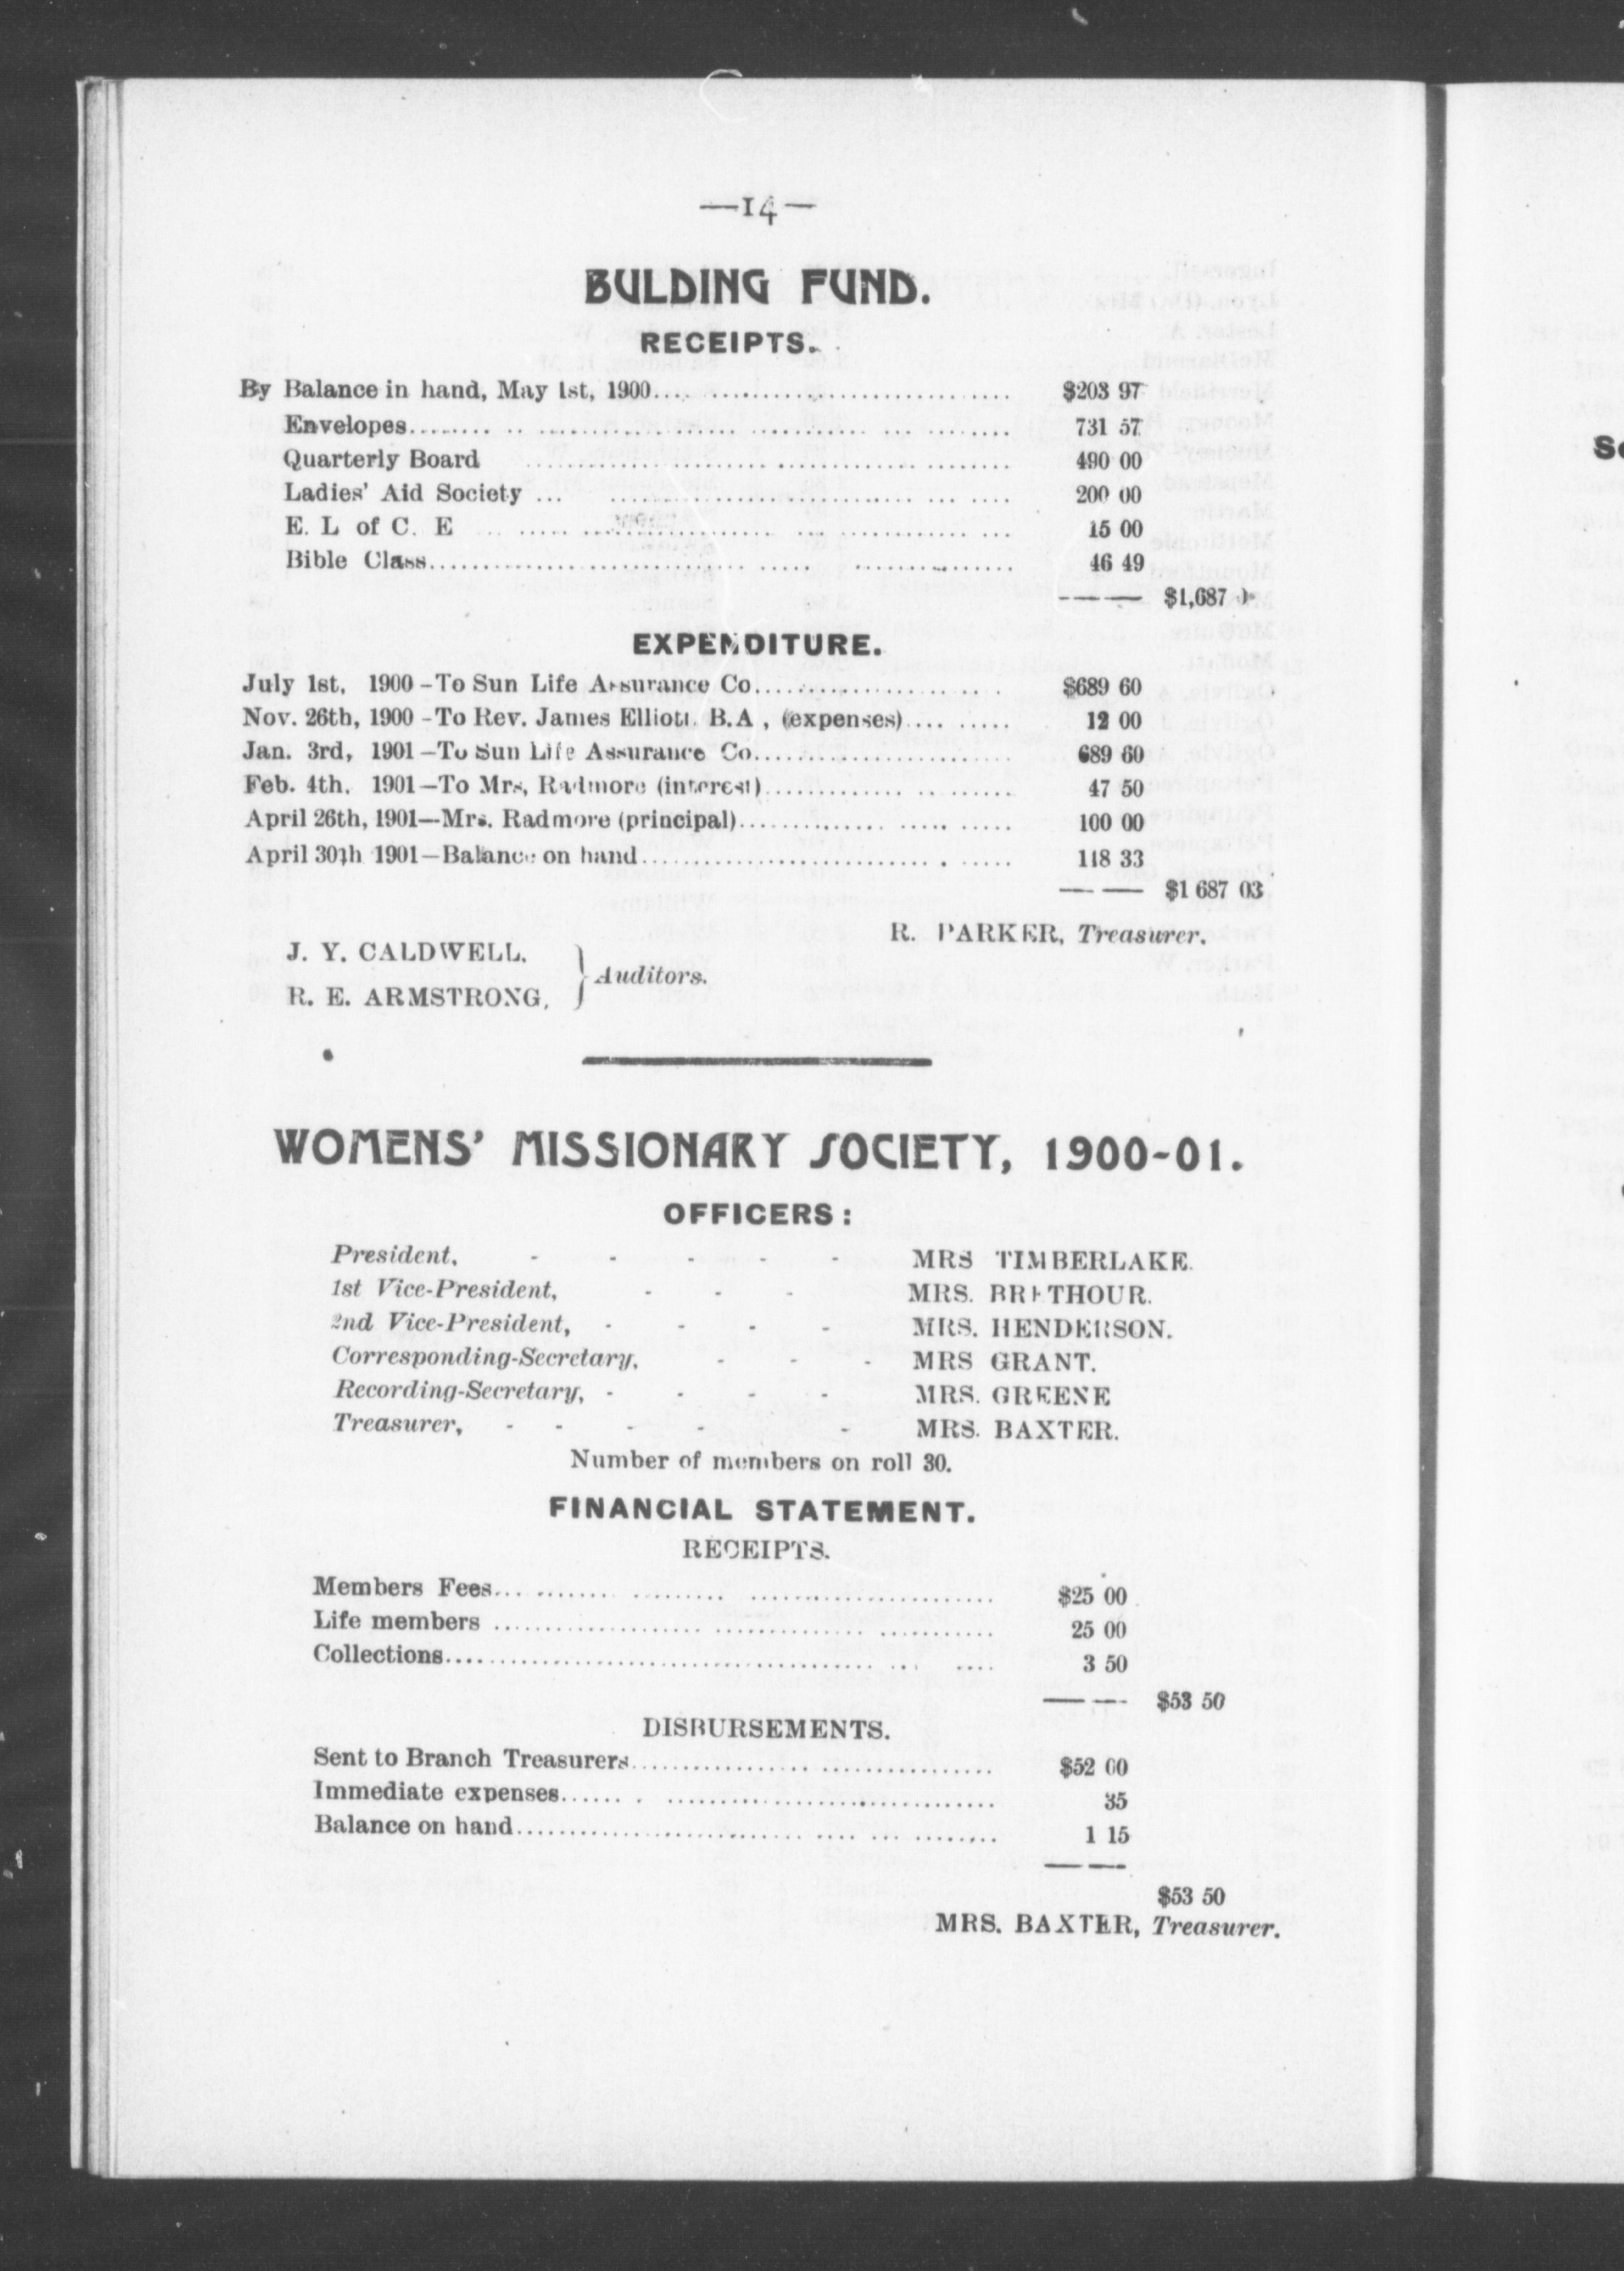 —14—
BULDING FUND.
RECEIPTS.
By Balance in hand, May 1st, 1900.... $203 97
Envelopes........ 731 57
Quarterly Board ........ 490 00
Ladies' Aid Society ... ........ 200 00
E. L of C. E ........ 15 00
Bible Class........ 46 49
——— $1,687
EXPENDITURE.
July 1st, 1900–To Sun Life Assurance Co........ $689 60
Nov. 26th, 1900–To Rev. James Elliott. B.A , (expenses)........ 12 00
Jan. 3rd, 1901–To Sun Life Assurance Co........ 689 60
Feb. 4th, 1901–To Mrs, Radmore (interest)........ 47 50
April 26th, 1901—Mrs. Radmore (principal)........ 100 00
April 30th 1901–Balance on hand........ 118 33
——— $1 687 03
R. PARKER, Treasurer.
J. Y. CALDWELL,
R. E. ARMSTRONG, } Auditors.
WOMENS' MISSIONARY SOCIETY, 1900-01.
OFFICERS:
President, - - - - - MRS TIMBERLAKE.
1st Vice-President, - - - MRS. BRETHOUR.
2nd Vice-President, - - - - MRS. HENDERSON.
Corresponding-Secretary, - - - MRS GRANT.
Recording-Secretary, - - - - MRS. GREENE
Treasurer, - - - - - MRS. BAXTER.
Number of members on roll 30.
FINANCIAL STATEMENT.
RECEIPTS.
Members Fees........ $25 00
Life members ........ 25 00
Collections........ 3 50
——— $53 50
DISBURSEMENTS.
Sent to Branch Treasurers........ $52 00
Immediate expenses........ 35
Balance on hand........ 1 15
———
$53 50
MRS. BAXTER, Treasurer.